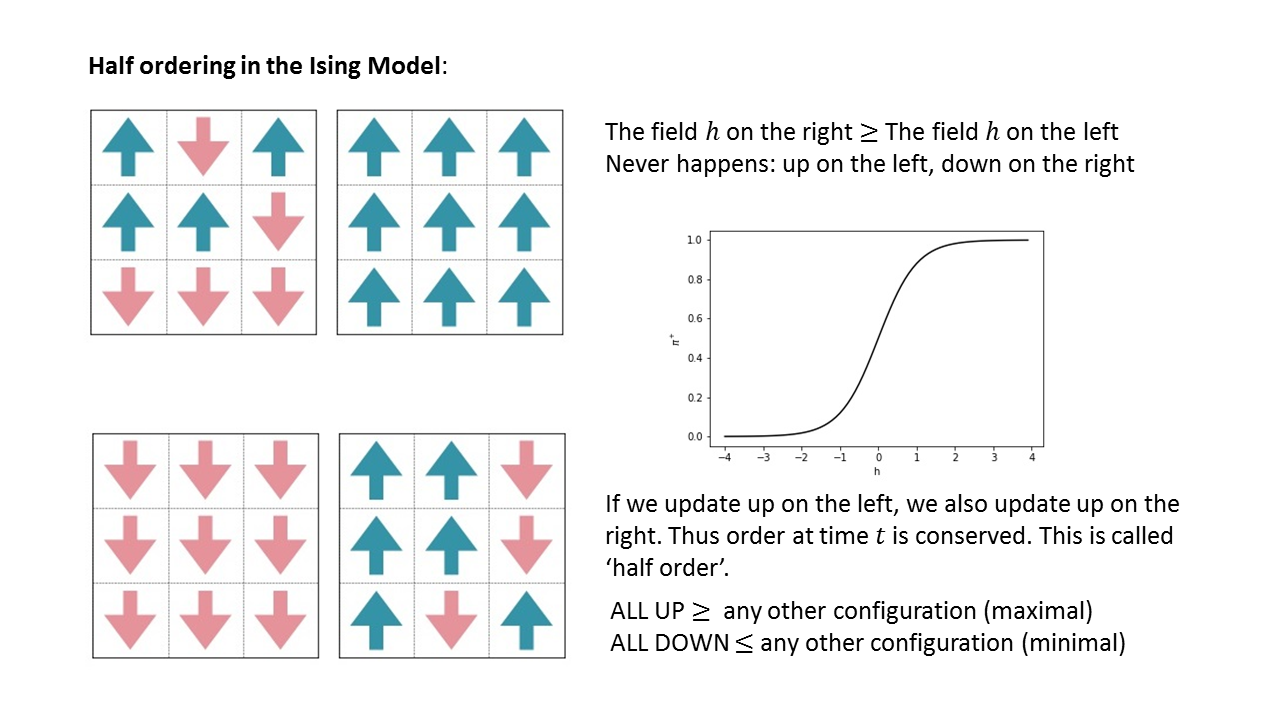 Half ordering in the Ising Model:
The field h on the right ≥ The field h on the left
Never happens: up on the left, down on the right
1.0
0.8
0.6
0.4
0.2
0.0
π⁺
−4 −3 −2 −1 0 1 2 3 4
h
If we update up on the left, we also update up on the
right. Thus order at time t is conserved. This is called
‘half order’.
ALL UP ≥ any other configuration (maximal)
ALL DOWN ≤ any other configuration (minimal)